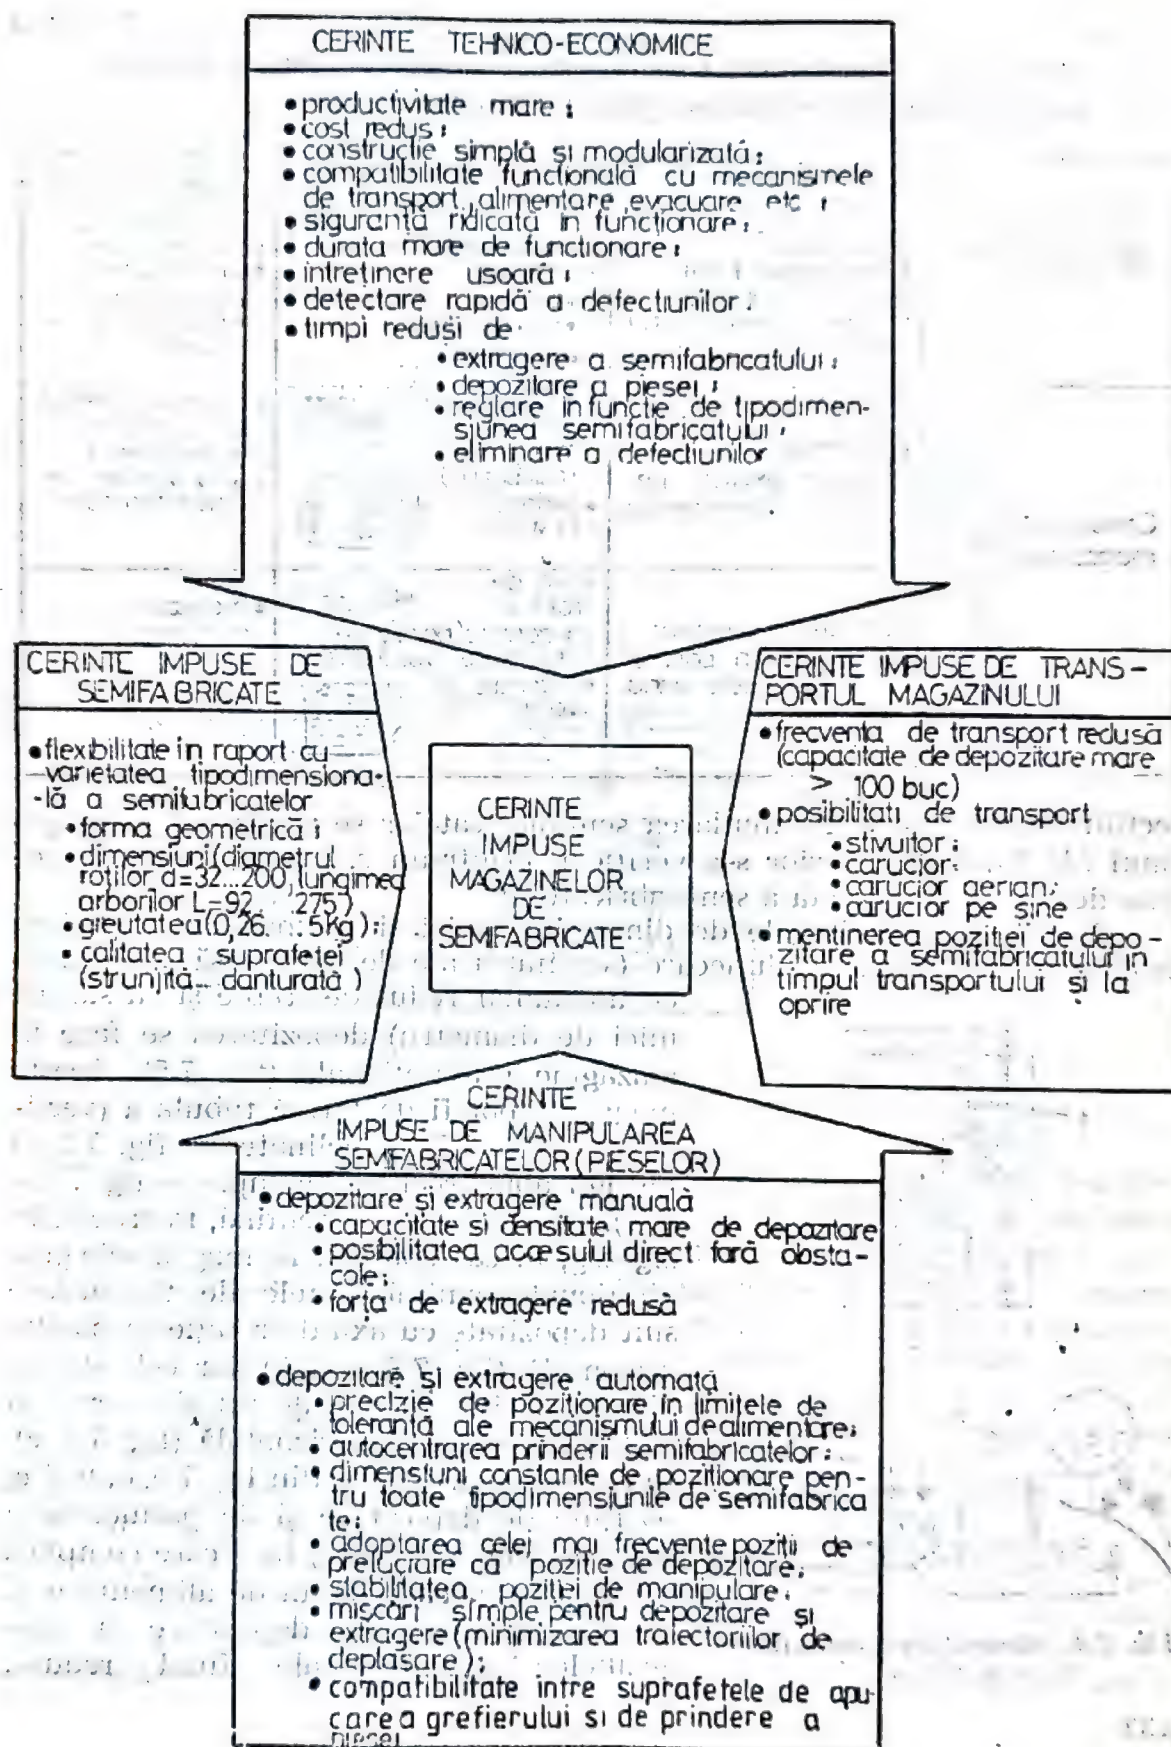 CERINTE TEHNICO-ECONOMICE
• productivitate mare ;
• cost redus ;
• constructie simplă si modularizată ;
• compatibilitate functională cu mecanismele
de transport, alimentare, evacuare etc ;
• sigurantă ridicată in functionare ;
• durata mare de functionare ;
• intretinere usoară ;
• detectare rapidă a defectiunilor.
• timpi redusi de
• extragere a semifabricatului ;
• depozitare a piesei ;
• reglare in functie de tipodimen-
siunea semifabricatului ;
• eliminare a defectiunilor
CERINTE IMPUSE DE
SEMIFABRICATE
• flexibilitate in raport cu
varietatea tipodimensiona-
-lă a semifabricatelor
• forma geometrică ;
• dimensiuni (diametrul
rotilor d=32...200, lungimea
arborilor L=92...275)
• greutatea (0,26...5Kg) ;
• calitatea suprafetei
(strunjită... danturată)
CERINTE
IMPUSE
MAGAZINELOR
DE
SEMIFABRICATE
CERINTE IMPUSE DE TRANS-
PORTUL MAGAZINULUI
• frecventa de transport redusă
(capacitate de depozitare mare
> 100 buc)
• posibilitati de transport
• stivuitor ;
• carucior ;
• carucior aerian ;
• carucior pe sine
• mentinerea pozitiei de depo-
zitare a semifabricatului in
timpul transportului si la
oprire
CERINTE
IMPUSE DE MANIPULAREA
SEMIFABRICATELOR (PIESELOR)
• depozitare si extragere manuală
• capacitate si densitate mare de depozitare
• posibilitatea accesului direct fară obsta-
cole ;
• forța de extragere redusă
• depozitare si extragere automată
• precizie de pozitionare in limitele de
tolerantă ale mecanismului de alimentare ;
• autocentrarea prinderii semifabricatelor ;
• dimensiuni constante de pozitionare pen-
tru toate tipodimensiunile de semifabrica
te ;
• adoptarea celei mai frecvente pozitii de
prelucrare ca pozitie de depozitare ;
• stabilitatea pozitiei de manipulare ;
• miscări simple pentru depozitare si
extragere (minimizarea traiectoriilor de
deplasare) ;
• compatibilitate intre suprafetele de apu-
carea a grefierului si de prindere a
piesei